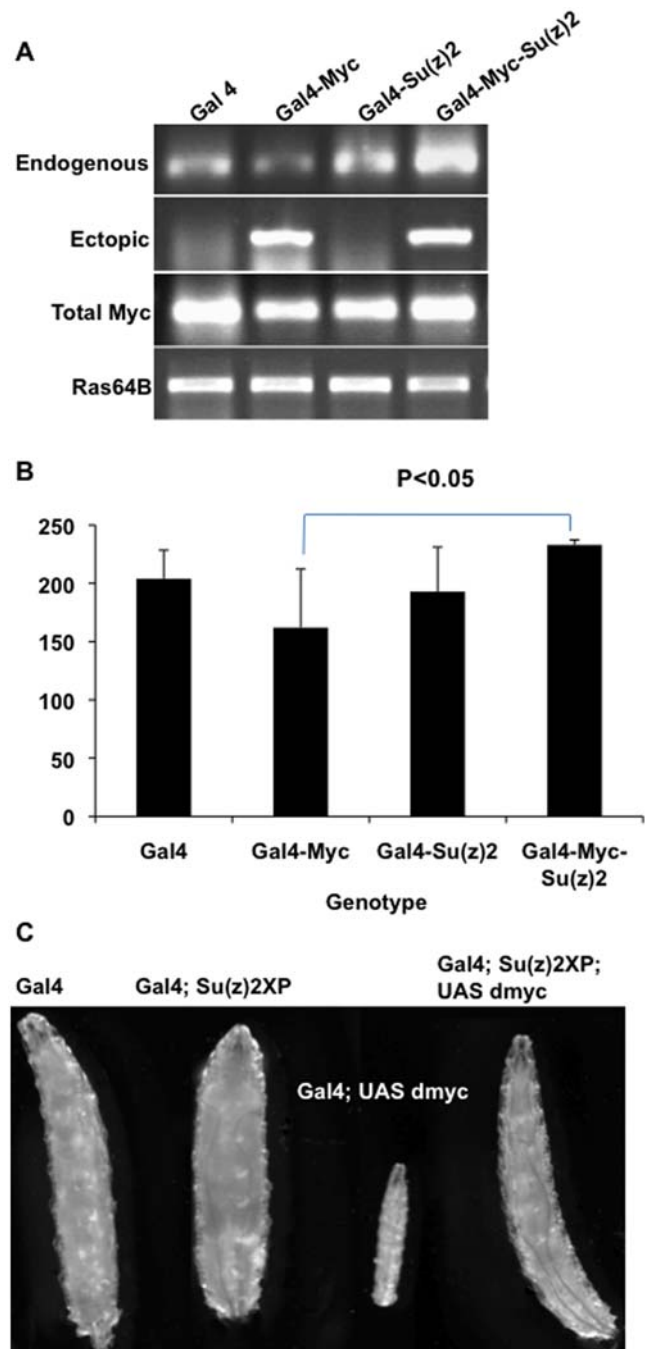 A
Gal 4
Gal4-Myc
Gal4-Su(z)2
Gal4-Myc-Su(z)2
Endogenous
Ectopic
Total Myc
Ras64B
B
P<0.05
250
200
150
100
50
0
Gal4
Gal4-Myc
Gal4-Su(z)2
Gal4-Myc-
Su(z)2
Genotype
C
Gal4
Gal4; Su(z)2XP
Gal4; UAS dmyc
Gal4; Su(z)2XP;
UAS dmyc